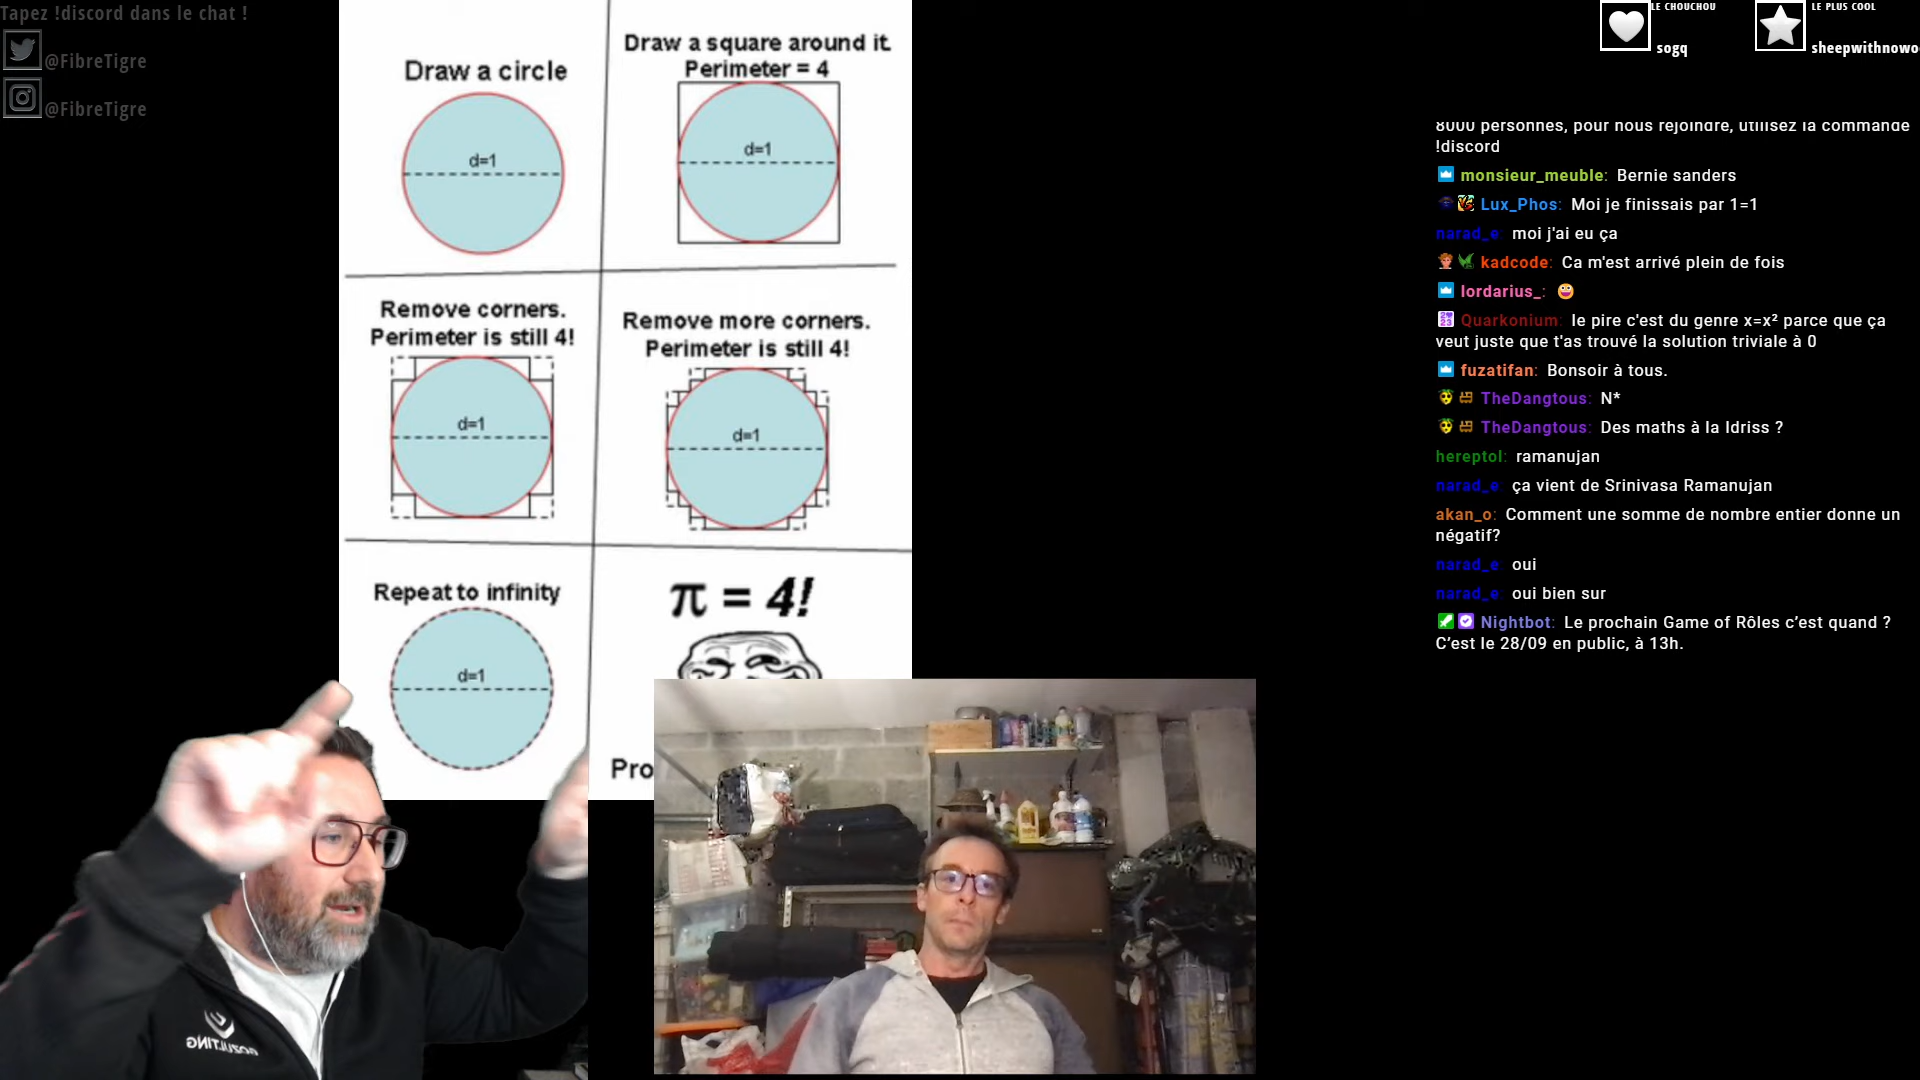 Tapez !discord dans le chat !
@FibreTigre
@FibreTigre
Draw a circle
d=1
Draw a square around it.
Perimeter = 4
d=1
Remove corners.
Perimeter is still 4!
d=1
Remove more corners.
Perimeter is still 4!
d=1
Repeat to infinity
d=1
π = 4!
LE CHOUCHOU
sogq
LE PLUS COOL
8000 personnes, pour nous rejoindre, utilisez la commande
!discord
monsieur_meuble: Bernie sanders
Lux_Phos: Moi je finissais par 1=1
narad_e: moi j'ai eu ça
kadcode: Ca m'est arrivé plein de fois
lordarius_:
Quarkonium: le pire c'est du genre x=x² parce que ça
veut juste que t'as trouvé la solution triviale à 0
fuzatifan: Bonsoir à tous.
TheDangtous: N*
TheDangtous: Des maths à la Idriss ?
hereptol: ramanujan
narad_e: ça vient de Srinivasa Ramanujan
akan_o: Comment une somme de nombre entier donne un
négatif?
narad_e: oui
narad_e: oui bien sur
Nightbot: Le prochain Game of Rôles c’est quand ?
C’est le 28/09 en public, à 13h.